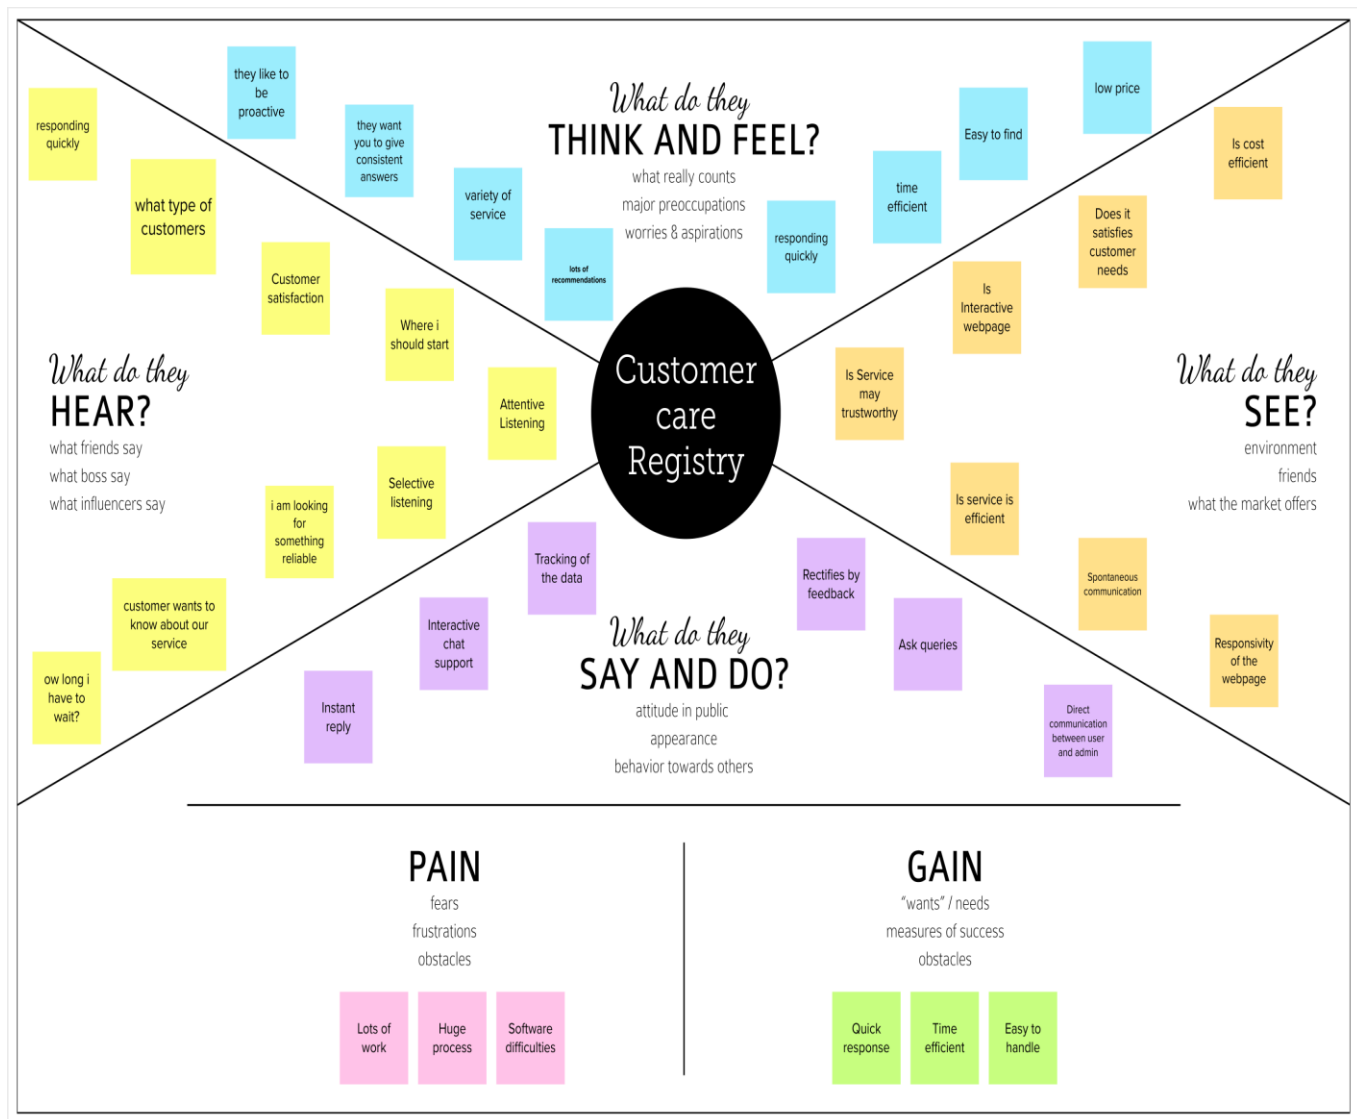 they like to
be
proactive
they want
you to give
consistent
answers
variety of
service
lots of
recommendations
What do they
THINK AND FEEL?
what really counts
major preoccupations
worries & aspirations
responding
quickly
time
efficient
Easy to find
low price
responding
quickly
what type of
customers
Customer
satisfaction
Where i
should start
Attentive
Listening
What do they
HEAR?
what friends say
what boss say
what influencers say
Selective
listening
i am looking
for
something
reliable
customer wants to
know about our
service
ow long i
have to
wait?
Customer
care
Registry
Is cost
efficient
Does it
satisfies
customer
needs
Is
Interactive
webpage
Is Service
may
trustworthy
What do they
SEE?
environment
friends
what the market offers
Is service is
efficient
Spontaneous
communication
Responsivity
of the
webpage
Tracking of
the data
Interactive
chat
support
Instant
reply
What do they
SAY AND DO?
attitude in public
appearance
behavior towards others
Rectifies by
feedback
Ask queries
Direct
communication
between user
and admin
PAIN
fears
frustrations
obstacles
Lots of
work
Huge
process
Software
difficulties
GAIN
“wants” / needs
measures of success
obstacles
Quick
response
Time
efficient
Easy to
handle